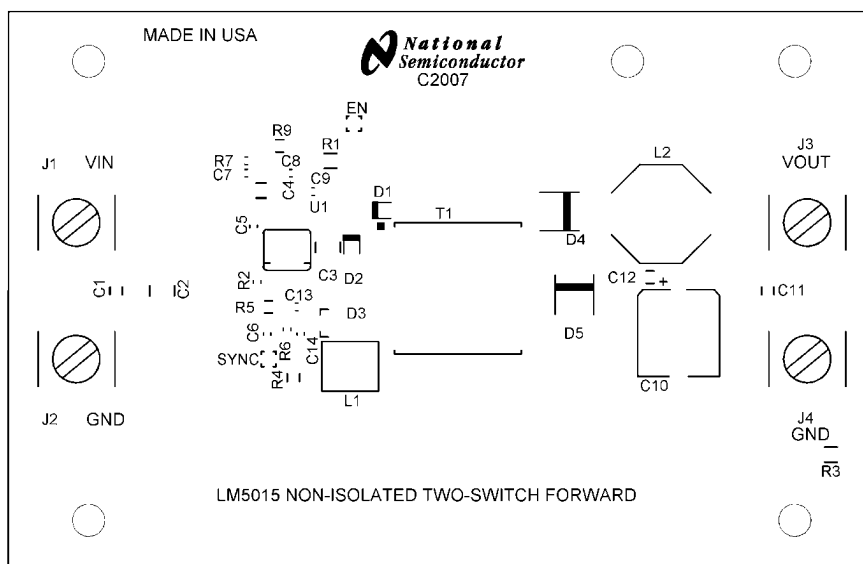 MADE IN USA
National
Semiconductor
C2007
EN
R9
R1
J1 VIN
R7
C8
L2
J3
VOUT
C7
C4
C9
U1
D1
T1
C5
D4
R2
C3
D2
C12
+
C1
C2
C11
R5
C13
D3
D5
C6
R6
C14
SYNC
R4
L1
C10
J2 GND
J4
GND
R3
LM5015 NON-ISOLATED TWO-SWITCH FORWARD